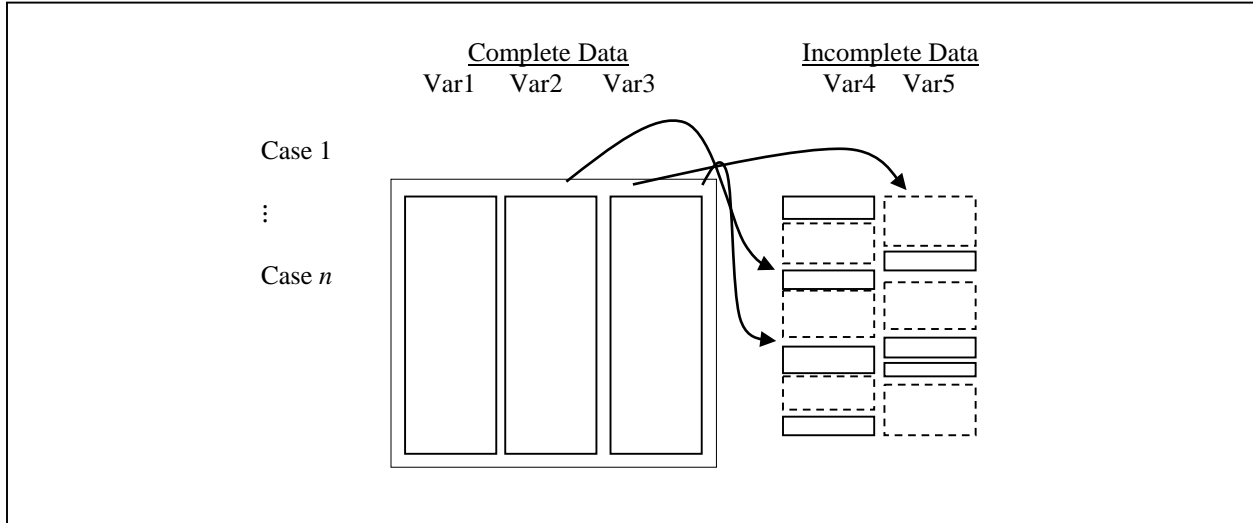 Complete Data Incomplete Data
Var1 Var2 Var3 Var4 Var5
Case 1
⋮
Case n